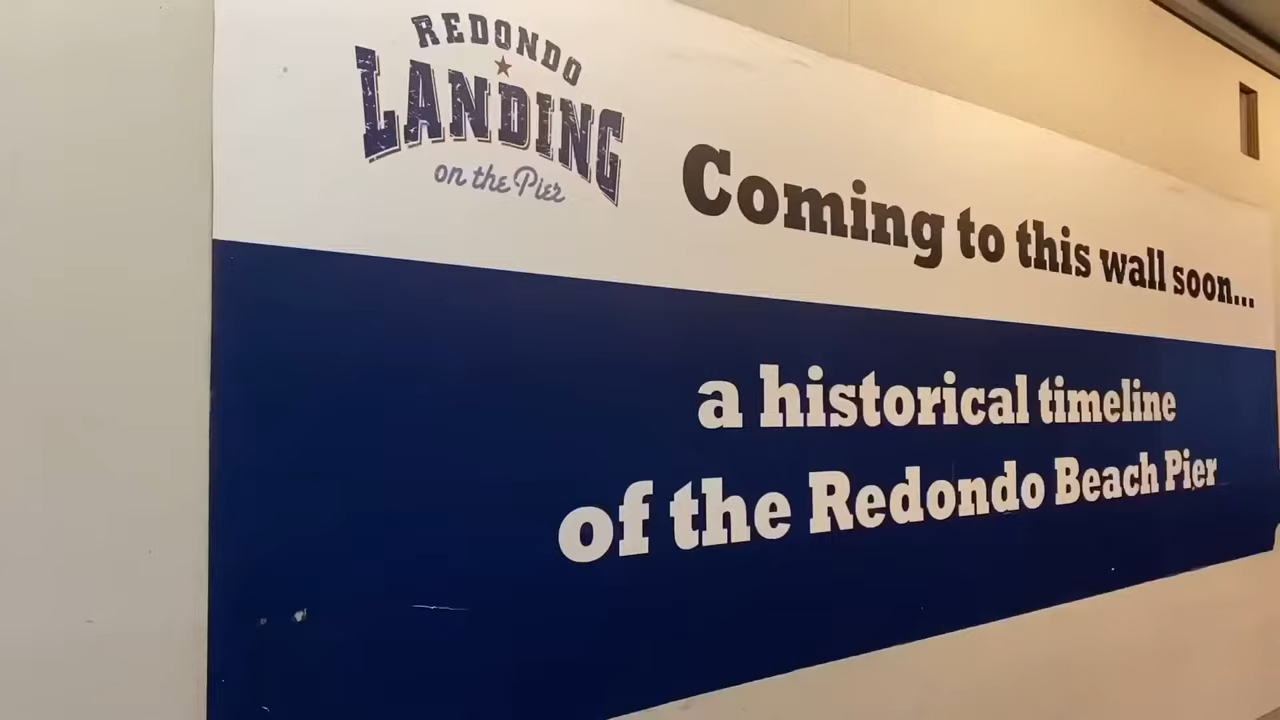 REDONDO
LANDING
on the Pier
Coming to this wall soon...
a historical timeline
of the Redondo Beach Pier